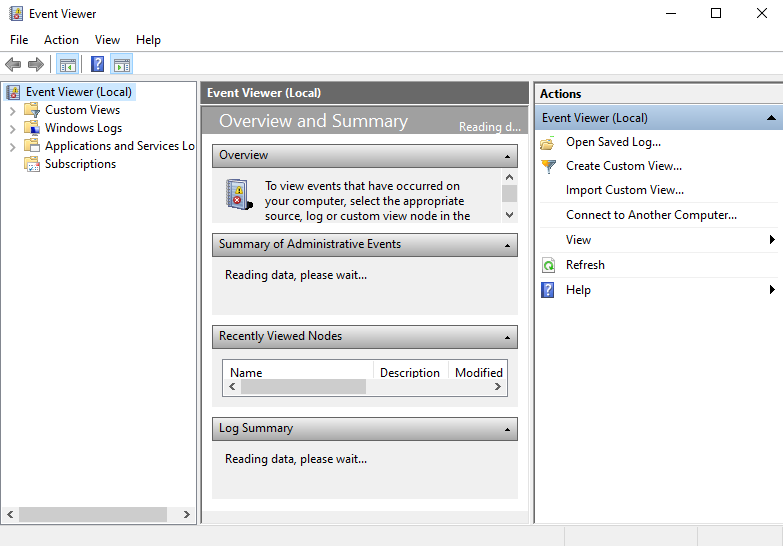 Event Viewer
File Action View Help
Event Viewer (Local)
Custom Views
Windows Logs
Applications and Services Lo
Subscriptions
Event Viewer (Local)
Overview and Summary
Reading d...
Overview
To view events that have occurred on
your computer, select the appropriate
source, log or custom view node in the
Summary of Administrative Events
Reading data, please wait...
Recently Viewed Nodes
Name Description Modified
Log Summary
Reading data, please wait...
Actions
Event Viewer (Local)
Open Saved Log...
Create Custom View...
Import Custom View...
Connect to Another Computer...
View
Refresh
Help